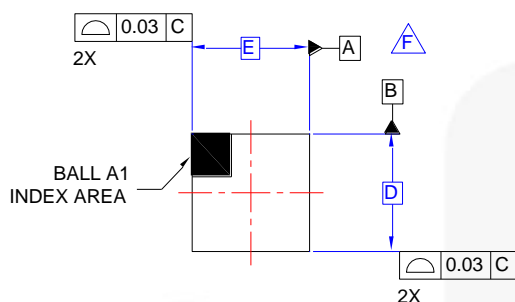 0.03 C
2X
E
A
F
B
BALL A1
INDEX AREA
D
0.03 C
2X